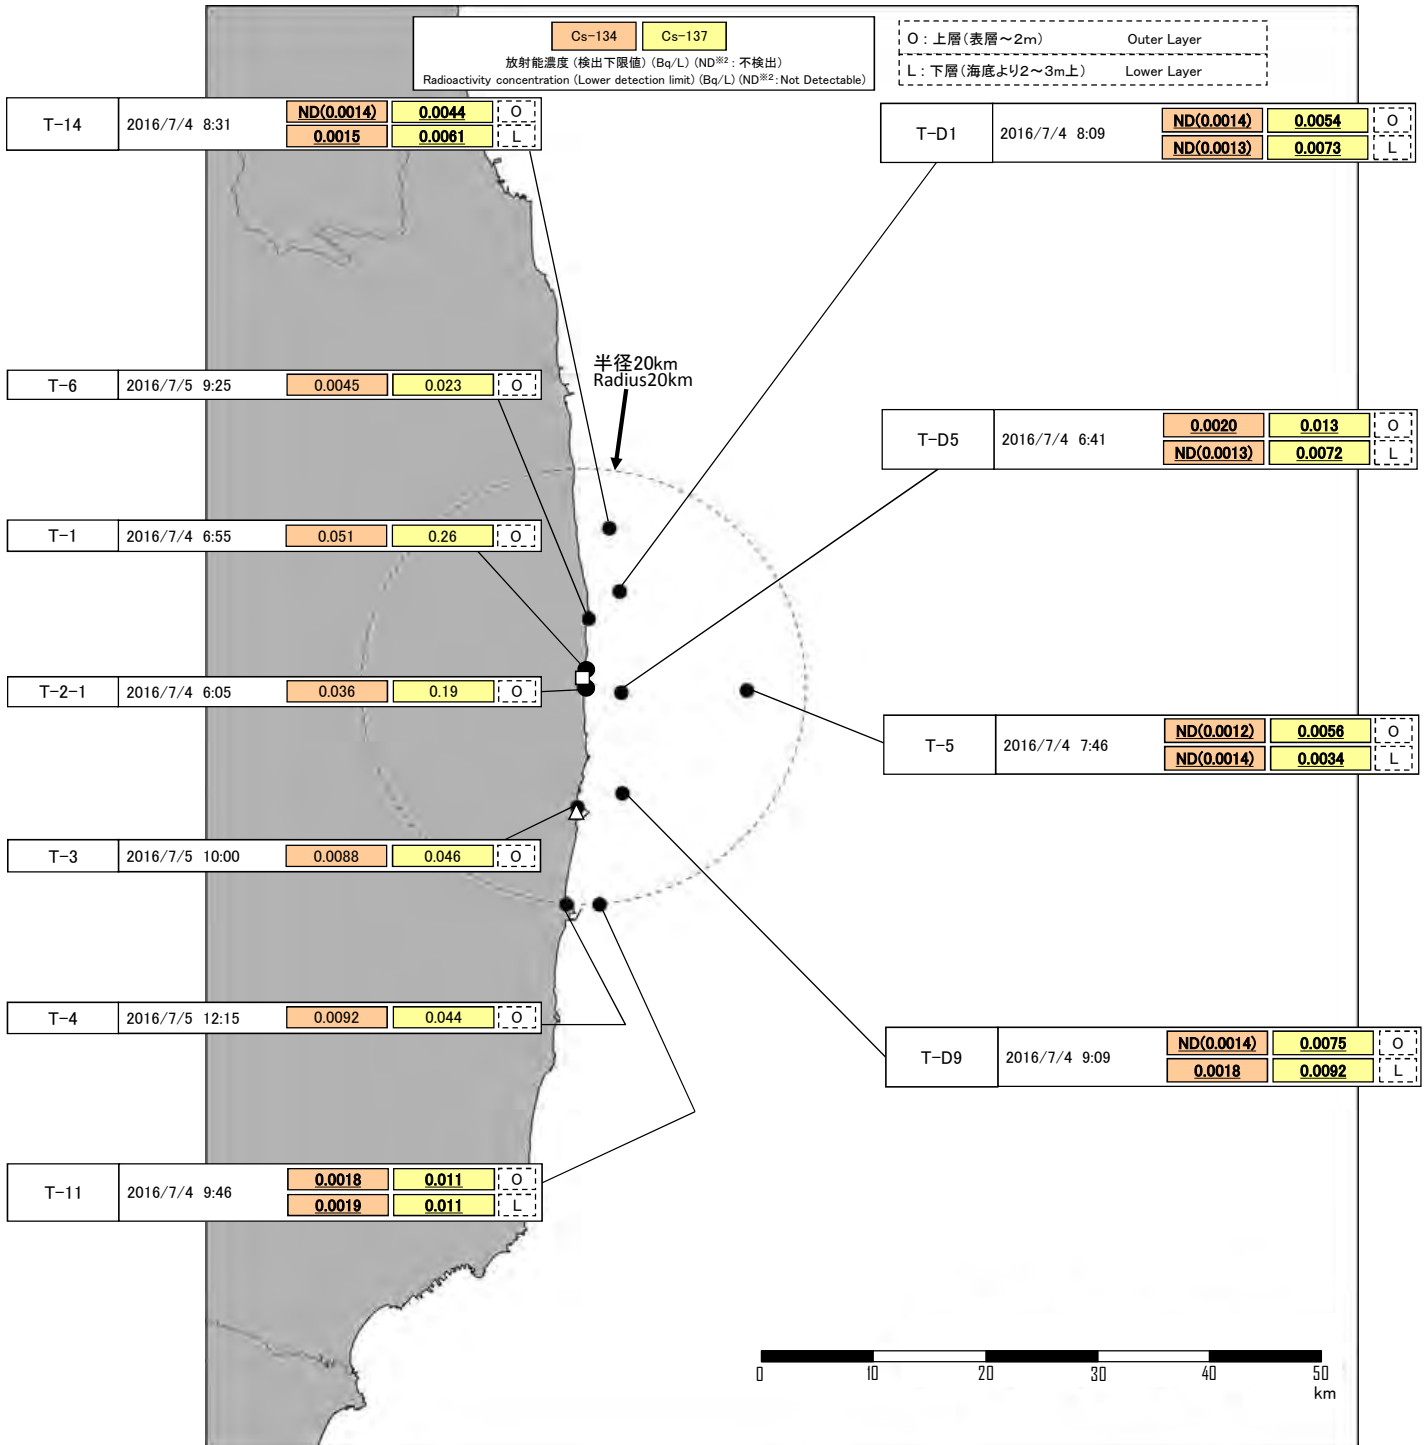 Cs-134 Cs-137
放射能濃度 (検出下限値) (Bq/L) (ND※2 : 不検出)
Radioactivity concentration (Lower detection limit) (Bq/L) (ND※2 : Not Detectable)
O : 上層(表層~2m) Outer Layer
L : 下層(海底より2~3m上) Lower Layer
T-14 2016/7/4 8:31 ND(0.0014) 0.0044 O
0.0015 0.0061 L
T-D1 2016/7/4 8:09 ND(0.0014) 0.0054 O
ND(0.0013) 0.0073 L
半径20km
Radius20km
T-6 2016/7/5 9:25 0.0045 0.023 O
T-D5 2016/7/4 6:41 0.0020 0.013 O
ND(0.0013) 0.0072 L
T-1 2016/7/4 6:55 0.051 0.26 O
T-2-1 2016/7/4 6:05 0.036 0.19 O
T-5 2016/7/4 7:46 ND(0.0012) 0.0056 O
ND(0.0014) 0.0034 L
T-3 2016/7/5 10:00 0.0088 0.046 O
T-4 2016/7/5 12:15 0.0092 0.044 O
T-D9 2016/7/4 9:09 ND(0.0014) 0.0075 O
0.0018 0.0092 L
T-11 2016/7/4 9:46 0.0018 0.011 O
0.0019 0.011 L
0 10 20 30 40 50
km